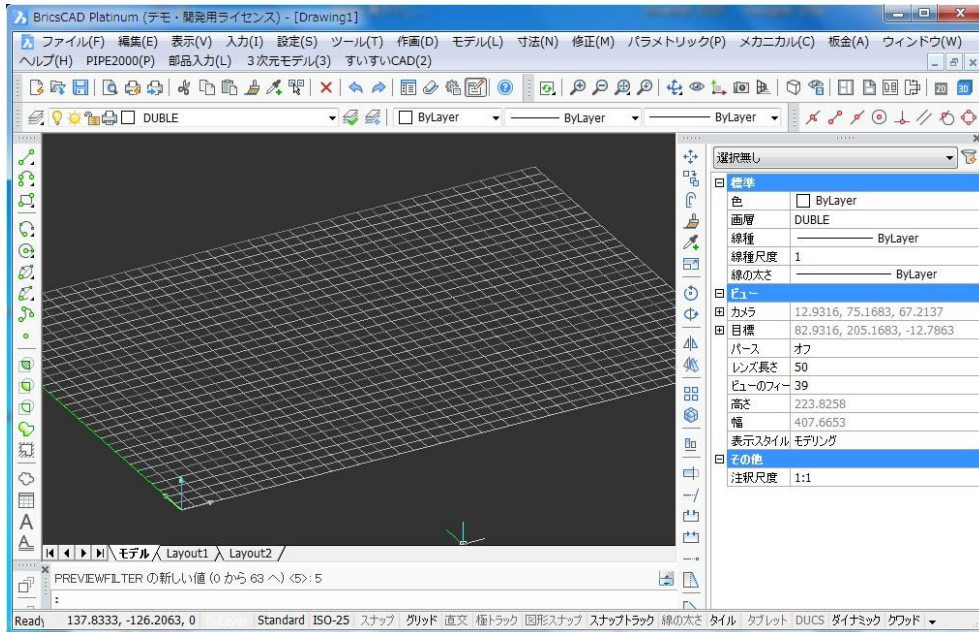 BricsCAD Platinum (デモ・開発用ライセンス) - [Drawing1]
ファイル(F) 編集(E) 表示(V) 入力(I) 設定(S) ツール(T) 作画(D) モデル(L) 寸法(N) 修正(M) パラメトリック(P) メカニカル(C) 板金(A) ウィンドウ(W)
ヘルプ(H) PIPE2000(P) 部品入力(L) 3次元モデル(3) すいすいCAD(2)
2D 3D
DUBLE ByLayer ByLayer ByLayer
選択無し
標準
色 ByLayer
画層 DUBLE
線種 ByLayer
線種尺度 1
線の太さ ByLayer
ビュー
カメラ 12.9316, 75.1683, 67.2137
目標 82.9316, 205.1683, -12.7863
パース オフ
レンズ長さ 50
ビューのフィー 39
高さ 223.8258
幅 407.6653
表示スタイル モデリング
その他
注釈尺度 1:1
モデル Layout1 Layout2
PREVIEWFILTER の新しい値 (0 から 63 へ) <5>: 5
:
Ready 137.8333, -126.2063, 0 ByLayer Standard ISO-25 スナップ グリッド 直交 極トラック 図形スナップ スナップトラック 線の太さ タイル タブレット DUCS ダイナミック クワッド